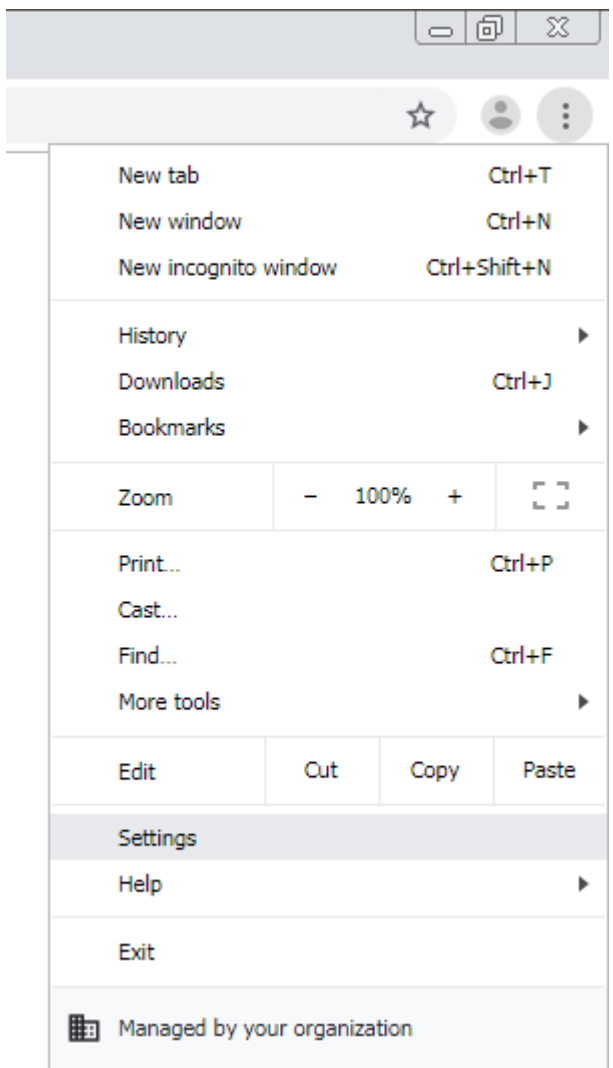 New tab Ctrl+T
New window Ctrl+N
New incognito window Ctrl+Shift+N
History
Downloads Ctrl+J
Bookmarks
Zoom - 100% +
Print... Ctrl+P
Cast...
Find... Ctrl+F
More tools
Edit Cut Copy Paste
Settings
Help
Exit
Managed by your organization